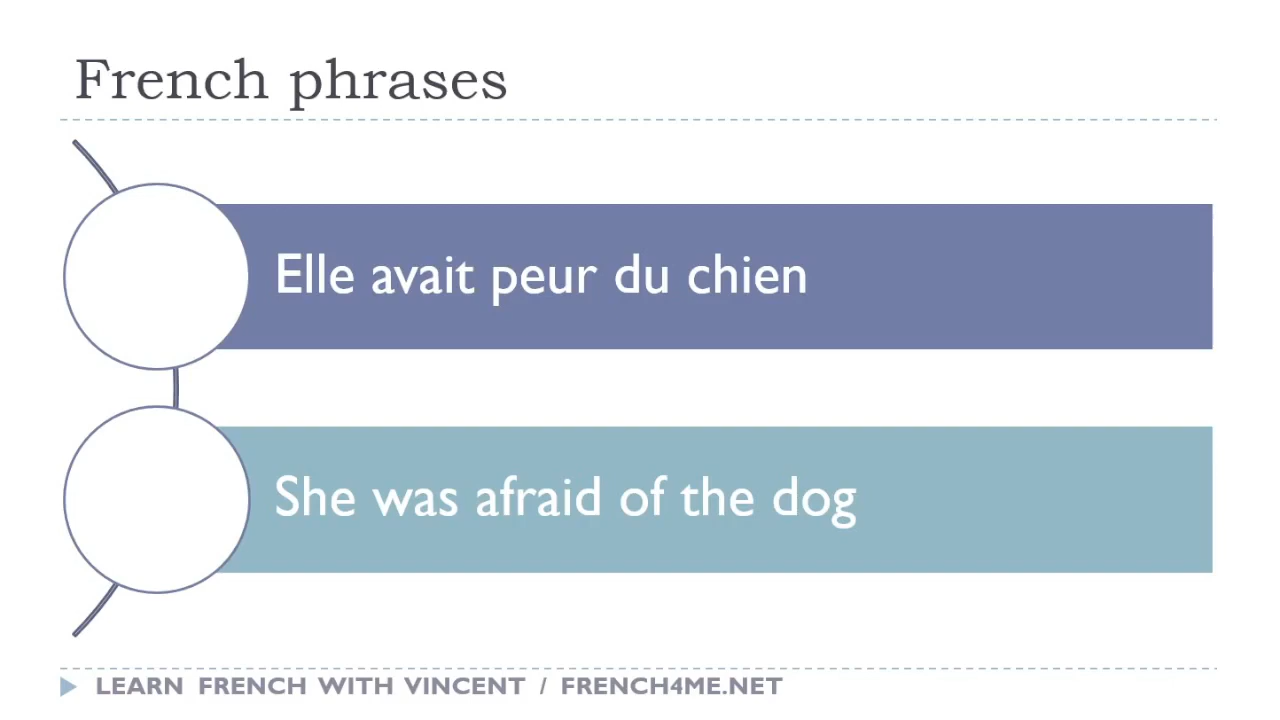 French phrases
Elle avait peur du chien
She was afraid of the dog
LEARN FRENCH WITH VINCENT / FRENCH4ME.NET